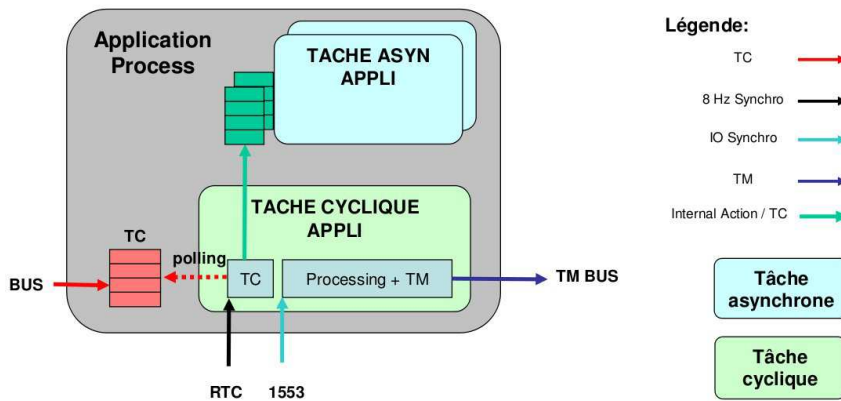 Application
Process
TACHE ASYN
APPLI
TACHE CYCLIQUE
APPLI
TC
polling
TC
Processing + TM
BUS
TM BUS
RTC
1553
Légende:
TC
8 Hz Synchro
IO Synchro
TM
Internal Action / TC
Tâche
asynchrone
Tâche
cyclique